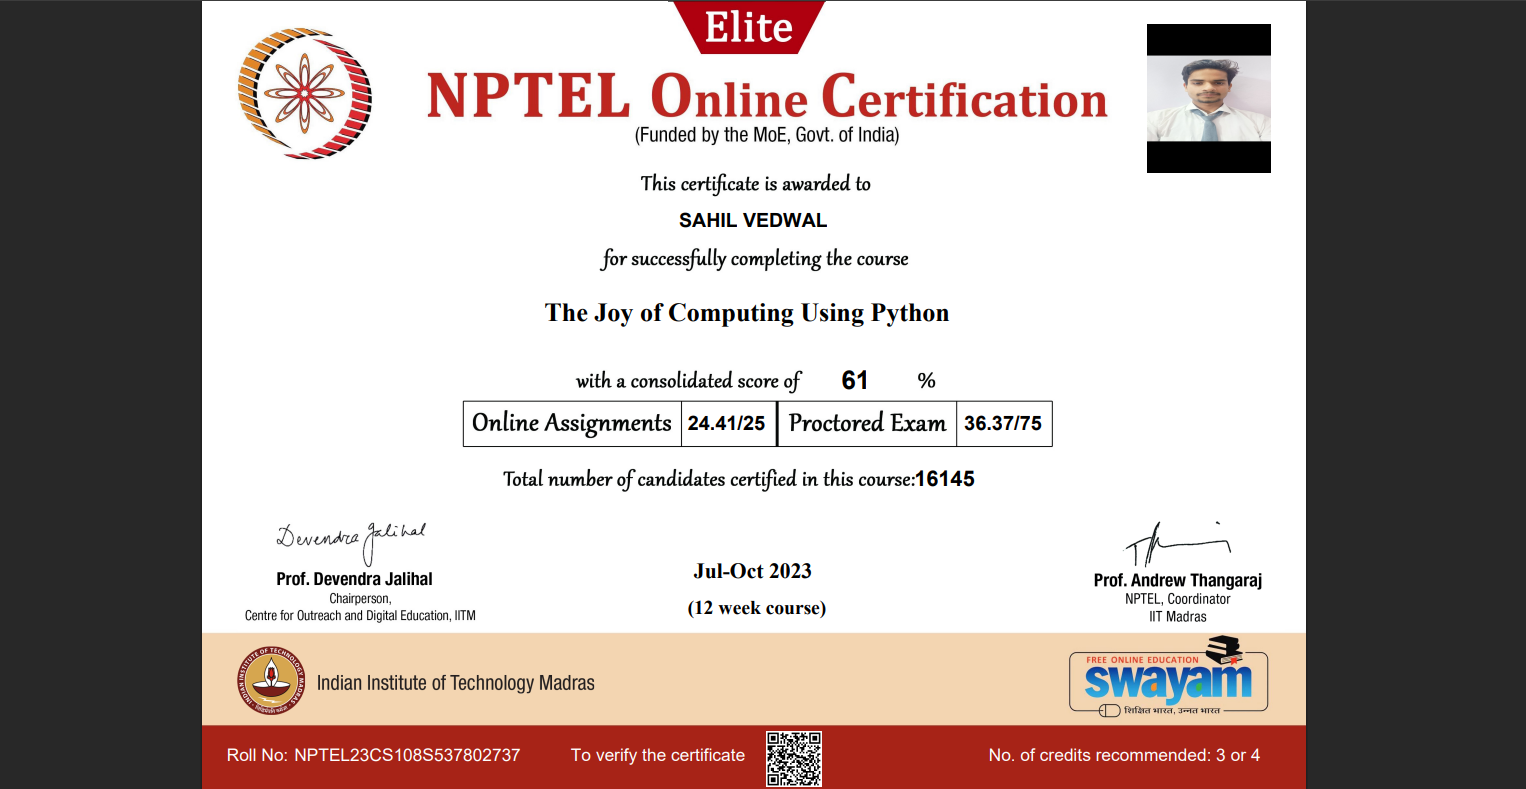 Elite
NPTEL Online Certification
(Funded by the MoE, Govt. of India)
This certificate is awarded to
SAHIL VEDWAL
for successfully completing the course
The Joy of Computing Using Python
with a consolidated score of 61 %
Online Assignments 24.41/25 Proctored Exam 36.37/75
Total number of candidates certified in this course:16145
Devendra Jalihal
Prof. Devendra Jalihal
Chairperson,
Centre for Outreach and Digital Education, IITM
Jul-Oct 2023
(12 week course)
Prof. Andrew Thangaraj
NPTEL, Coordinator
IIT Madras
INDIAN INSTITUTE OF TECHNOLOGY MADRAS
Indian Institute of Technology Madras
FREE ONLINE EDUCATION
swayam
शिक्षित भारत, उन्नत भारत
Roll No: NPTEL23CS108S537802737 To verify the certificate No. of credits recommended: 3 or 4